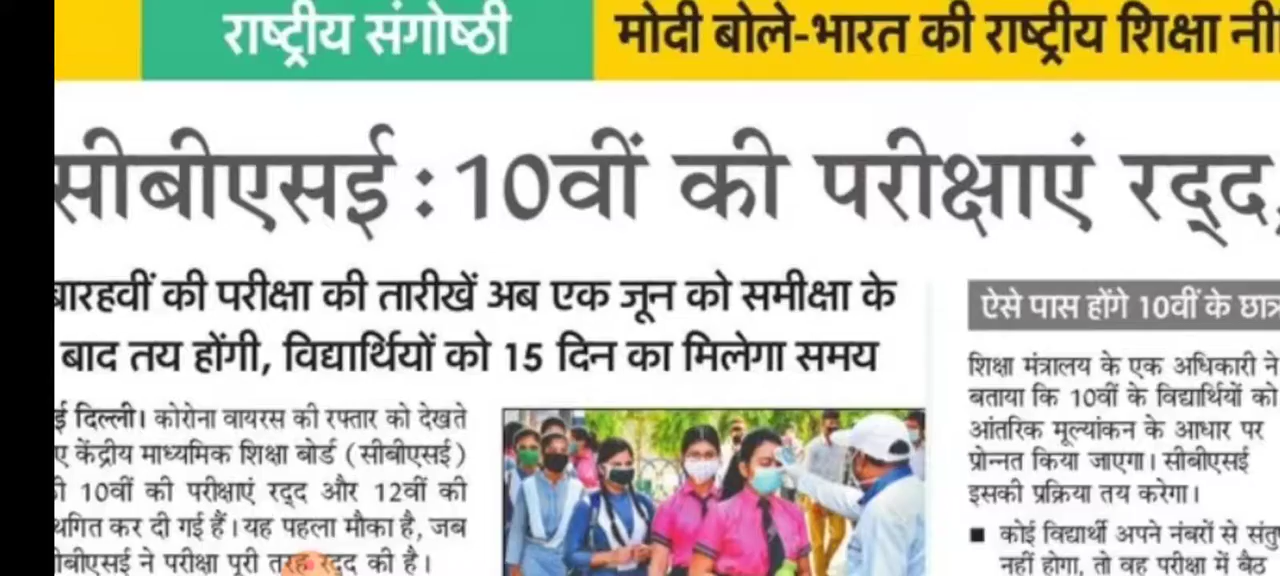 राष्ट्रीय संगोष्ठी
मोदी बोले-भारत की राष्ट्रीय शिक्षा
सीबीएसई : 10वीं की परीक्षाएं रद्द,
बारहवीं की परीक्षा की तारीखें अब एक जून को समीक्षा के
बाद तय होंगी, विद्यार्थियों को 15 दिन का मिलेगा समय
दिल्ली। कोरोना वायरस की रफ्तार को देखते
केंद्रीय माध्यमिक शिक्षा बोर्ड (सीबीएसई)
10वीं की परीक्षाएं रद्द और 12वीं की
कर दी गई हैं। यह पहला मौका है, जब
ने परीक्षा पूरी तरह रद्द की है।
ऐसे पास होंगे 10वीं के
शिक्षा मंत्रालय के एक अधिकारी ने
बताया कि 10वीं के विद्यार्थियों को
आंतरिक मूल्यांकन के आधार पर
प्रोन्नत किया जाएगा। सीबीएसई
इसकी प्रक्रिया तय करेगा।
■ कोई विद्यार्थी अपने नंबरों से
नहीं होगा, तो वह परीक्षा में बैठ